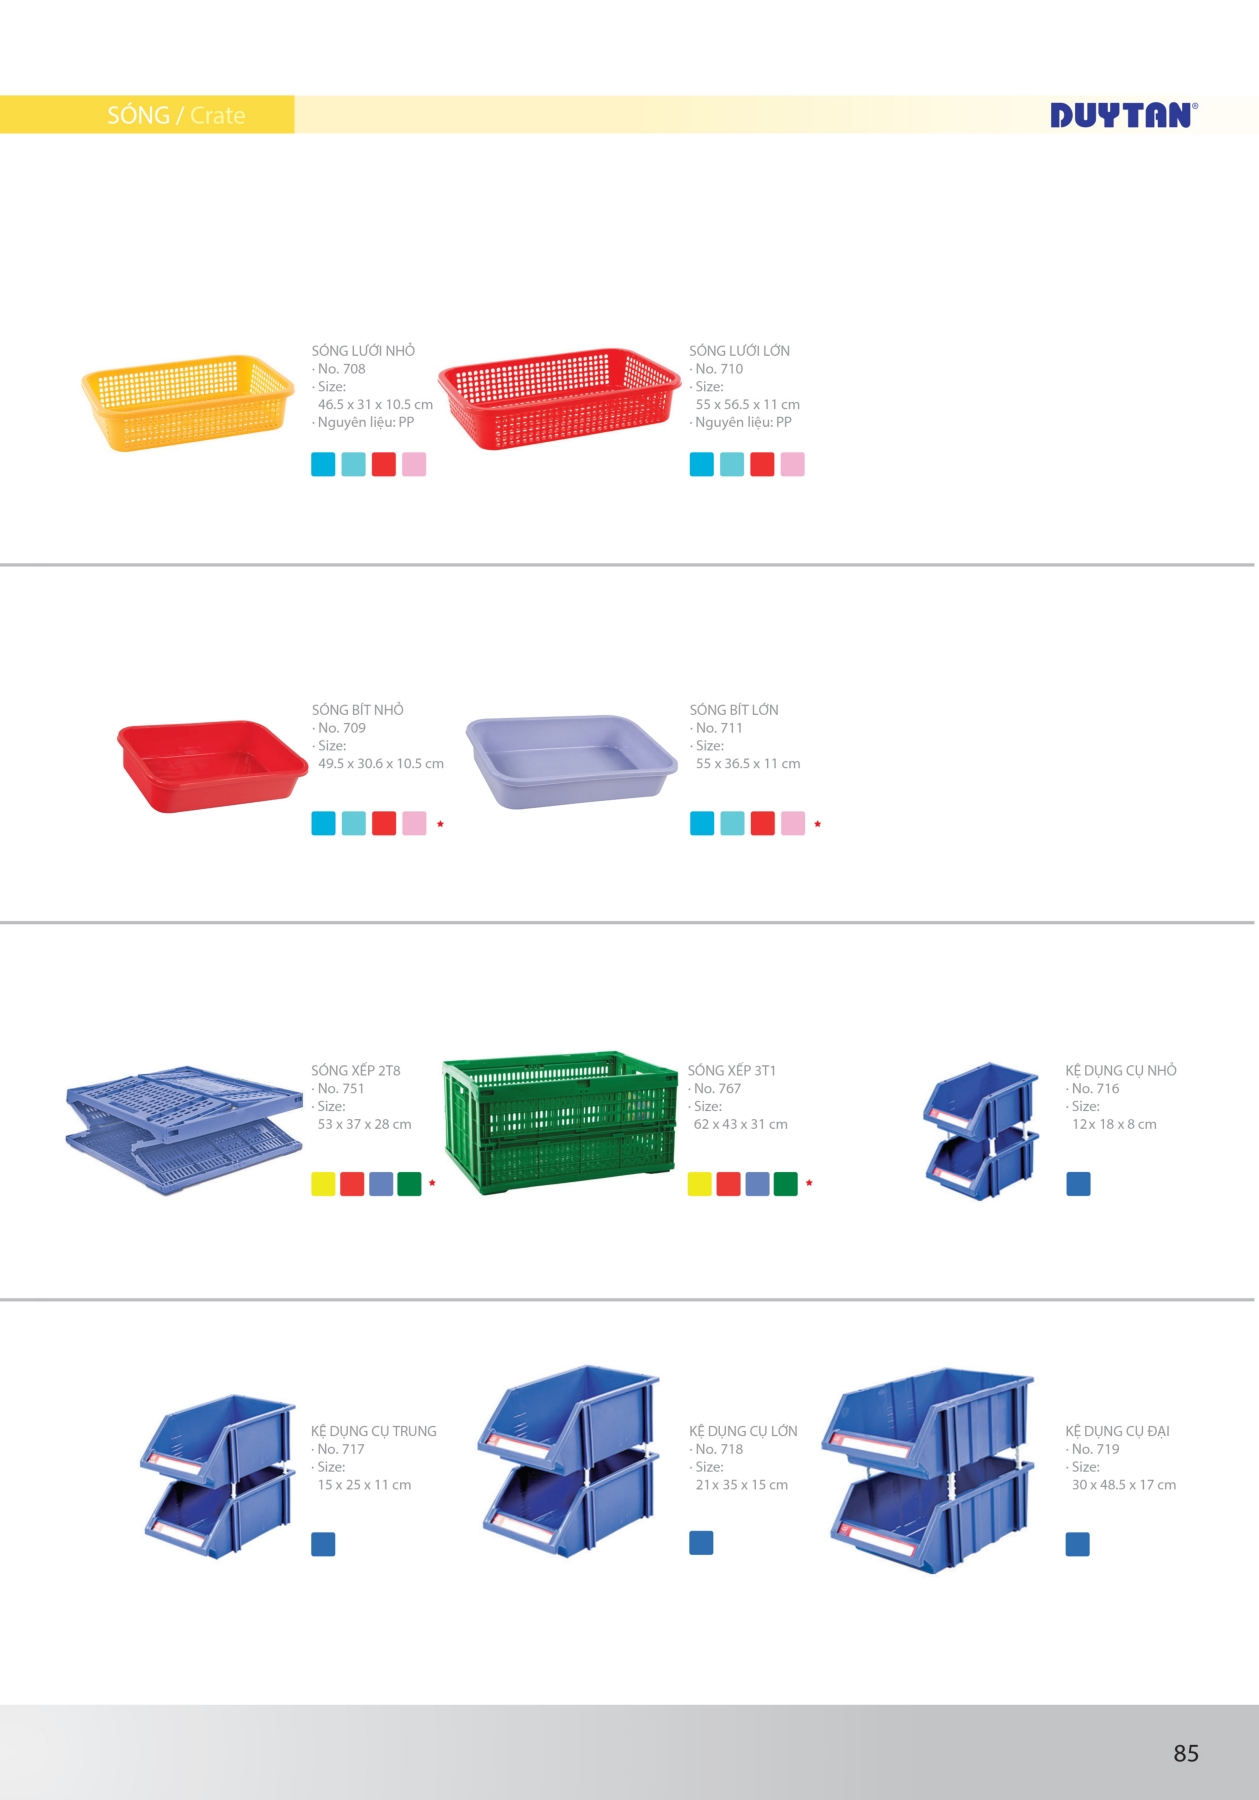 SÓNG / Crate
DUYTAN®
SÓNG LƯỚI NHỎ
· No. 708
· Size:
46.5 x 31 x 10.5 cm
· Nguyên liệu: PP
SÓNG LƯỚI LỚN
· No. 710
· Size:
55 x 56.5 x 11 cm
· Nguyên liệu: PP
SÓNG BÍT NHỎ
· No. 709
· Size:
49.5 x 30.6 x 10.5 cm
SÓNG BÍT LỚN
· No. 711
· Size:
55 x 36.5 x 11 cm
SÓNG XẾP 2T8
· No. 751
· Size:
53 x 37 x 28 cm
SÓNG XẾP 3T1
· No. 767
· Size:
62 x 43 x 31 cm
KỆ DỤNG CỤ NHỎ
· No. 716
· Size:
12x 18 x 8 cm
KỆ DỤNG CỤ TRUNG
· No. 717
· Size:
15 x 25 x 11 cm
KỆ DỤNG CỤ LỚN
· No. 718
· Size:
21x 35 x 15 cm
KỆ DỤNG CỤ ĐẠI
· No. 719
· Size:
30 x 48.5 x 17 cm
85